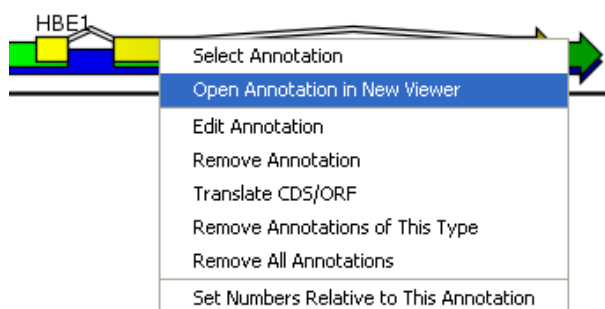 HBE1
Select Annotation
Open Annotation in New Viewer
Edit Annotation
Remove Annotation
Translate CDS/ORF
Remove Annotations of This Type
Remove All Annotations
Set Numbers Relative to This Annotation